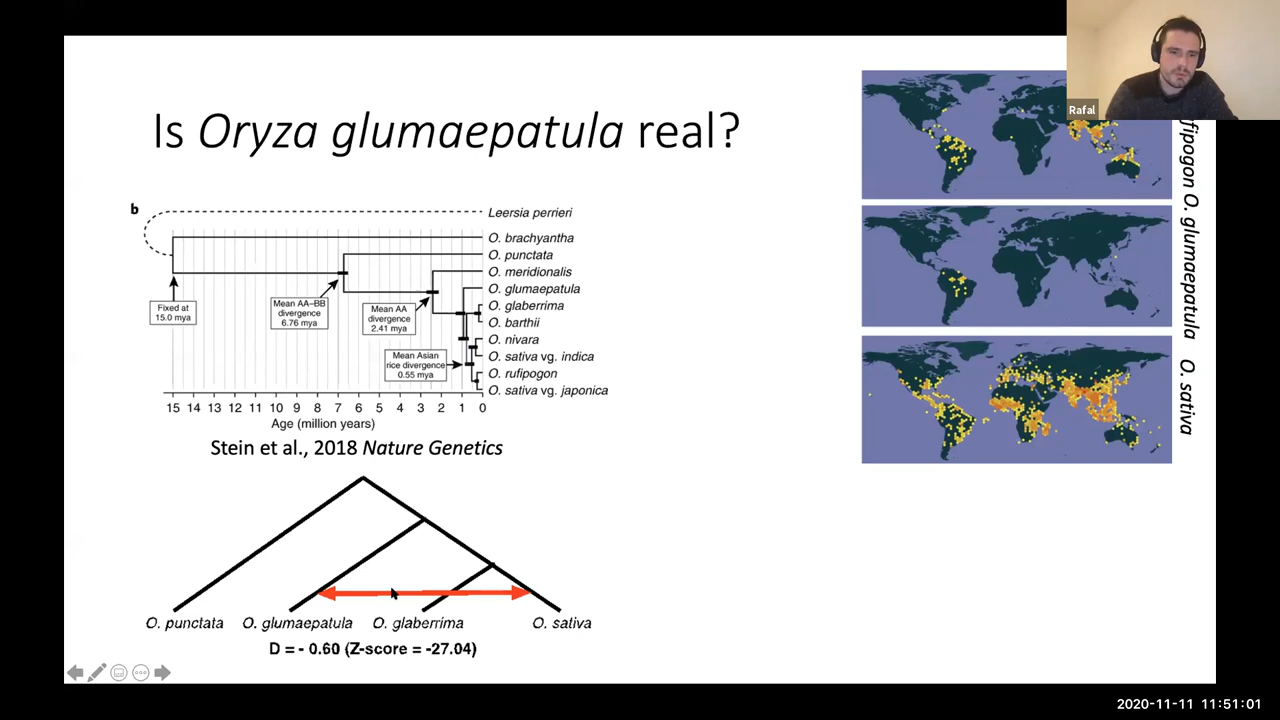 Rafal
Is Oryza glumaepatula real?
b
Leersia perrieri
O. brachyantha
O. punctata
O. meridionalis
O. glumaepatula
O. glaberrima
O. barthii
O. nivara
O. sativa vg. indica
O. rufipogon
O. sativa vg. japonica
Fixed at
15.0 mya
Mean AA–BB
divergence
6.76 mya
Mean AA
divergence
2.41 mya
Mean Asian
rice divergence
0.55 mya
15 14 13 12 11 10 9 8 7 6 5 4 3 2 1 0
Age (million years)
Stein et al., 2018 Nature Genetics
O. punctata O. glumaepatula O. glaberrima O. sativa
D = - 0.60 (Z-score = -27.04)
fipogon O. glumaepatula O. sativa
2020-11-11 11:51:01